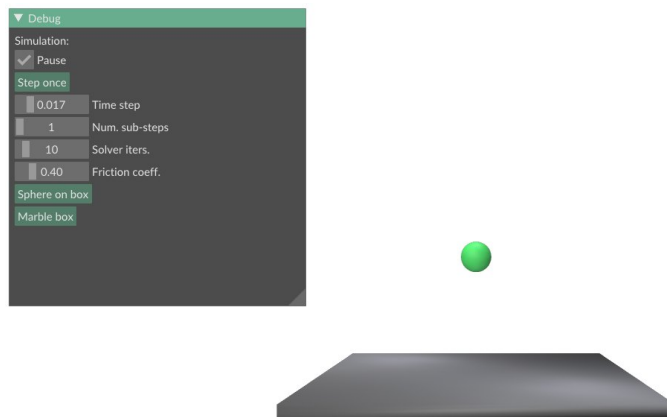 Debug
Simulation:
Pause
Step once
0.017 Time step
1 Num. sub-steps
10 Solver iters.
0.40 Friction coeff.
Sphere on box
Marble box